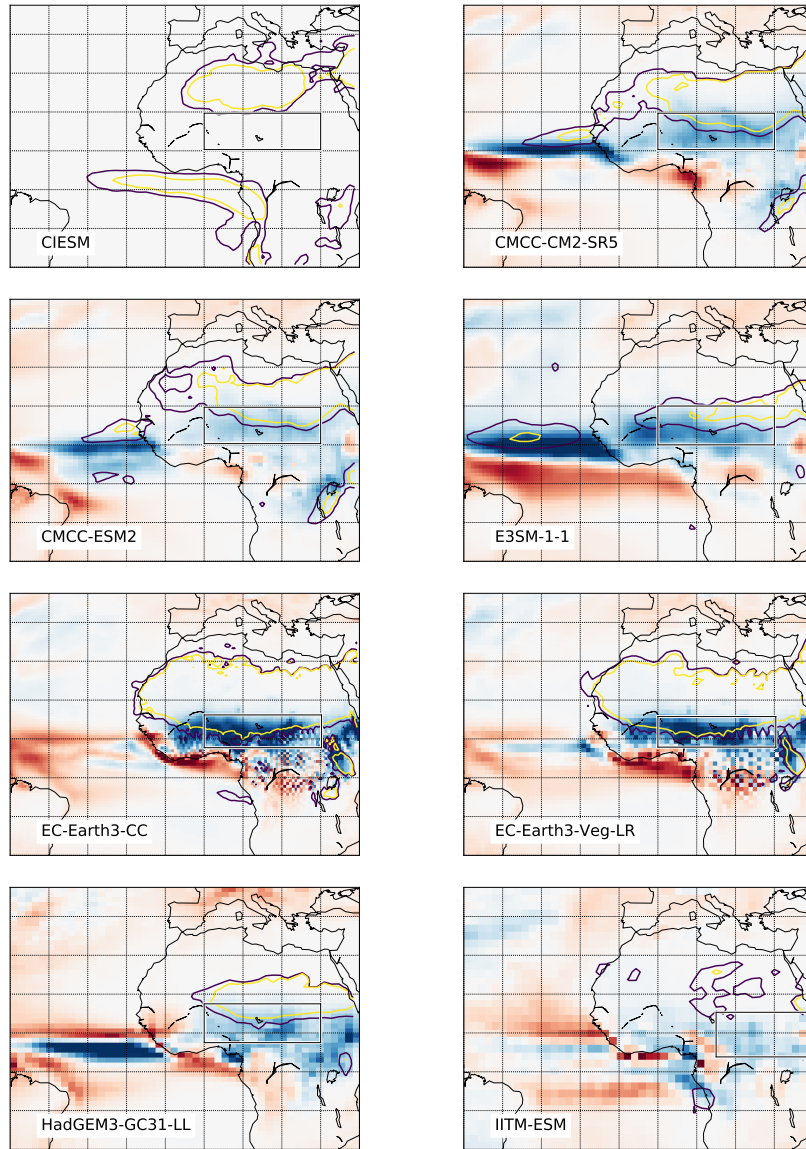 CIESM
CMCC-CM2-SR5
CMCC-ESM2
E3SM-1-1
EC-Earth3-CC
EC-Earth3-Veg-LR
HadGEM3-GC31-LL
IITM-ESM